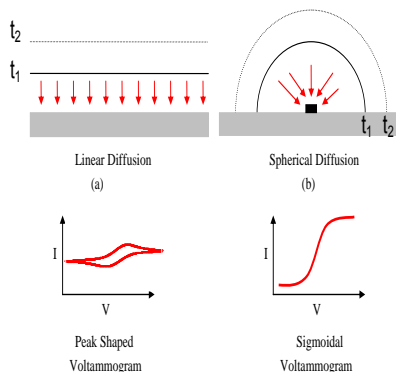 t2
t1
Linear Diffusion
(a)
t1 t2
Spherical Diffusion
(b)
I
V
Peak Shaped
Voltammogram
I
V
Sigmoidal
Voltammogram